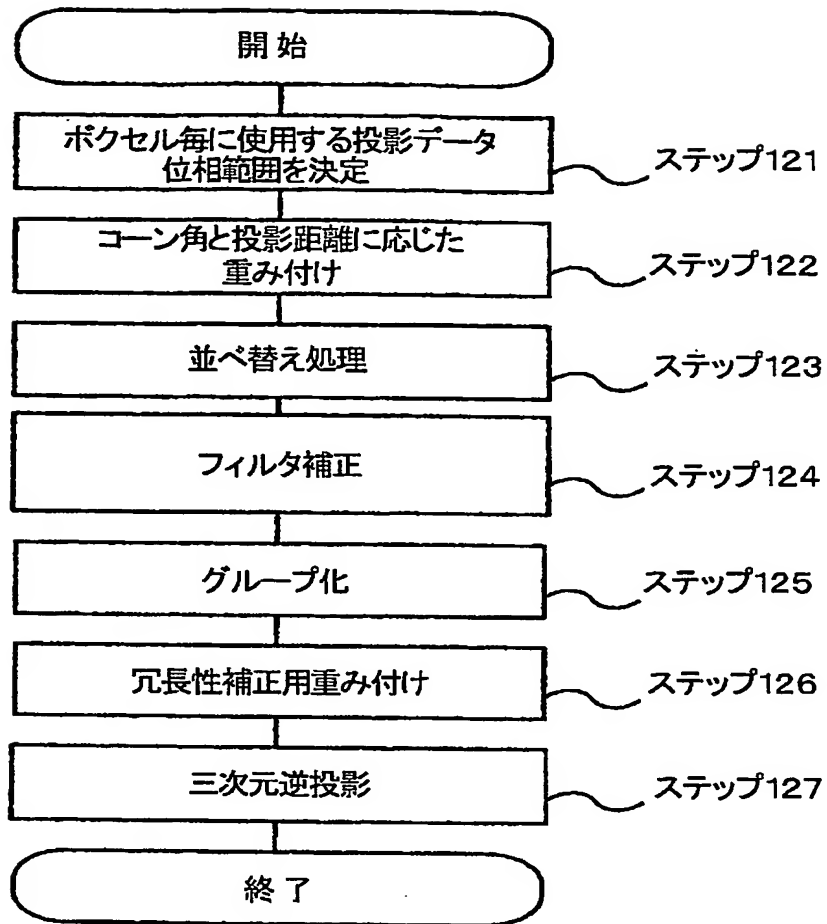 開始
ボクセル毎に使用する投影データ
位相範囲を決定
ステップ121
コーン角と投影距離に応じた
重み付け
ステップ122
並べ替え処理
ステップ123
フィルタ補正
ステップ124
グループ化
ステップ125
冗長性補正用重み付け
ステップ126
三次元逆投影
ステップ127
終了